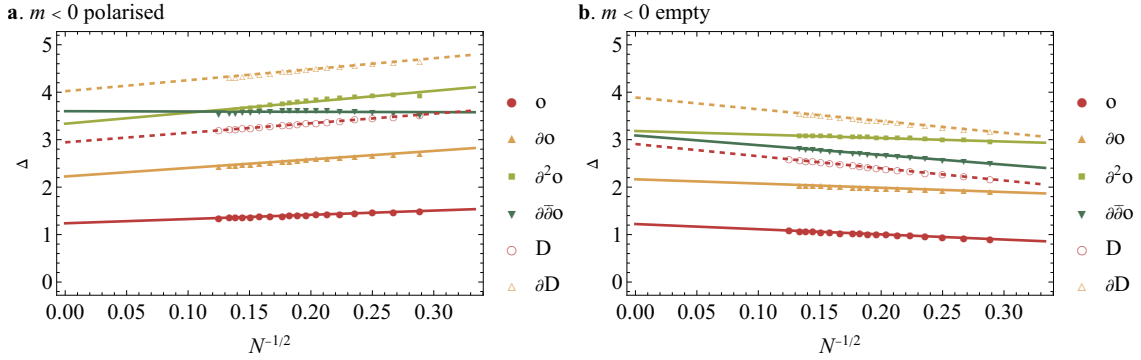 a. m < 0 polarised
5
4
3
2
1
0
Δ
0.00 0.05 0.10 0.15 0.20 0.25 0.30
N^{-1/2}
o
∂o
∂²o
∂∂̄o
D
∂D
b. m < 0 empty
5
4
3
2
1
0
Δ
0.00 0.05 0.10 0.15 0.20 0.25 0.30
N^{-1/2}
o
∂o
∂²o
∂∂̄o
D
∂D